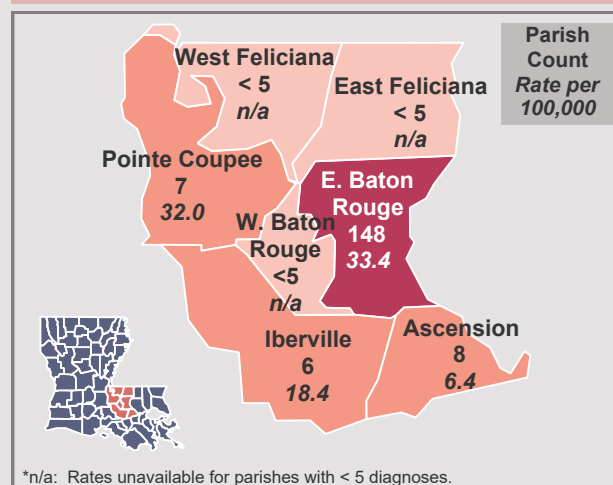 Parish
Count
Rate per
100,000
West Feliciana
< 5
n/a
East Feliciana
< 5
n/a
Pointe Coupee
7
32.0
E. Baton
Rouge
148
33.4
W. Baton
Rouge
<5
n/a
Iberville
6
18.4
Ascension
8
6.4
*n/a: Rates unavailable for parishes with < 5 diagnoses.